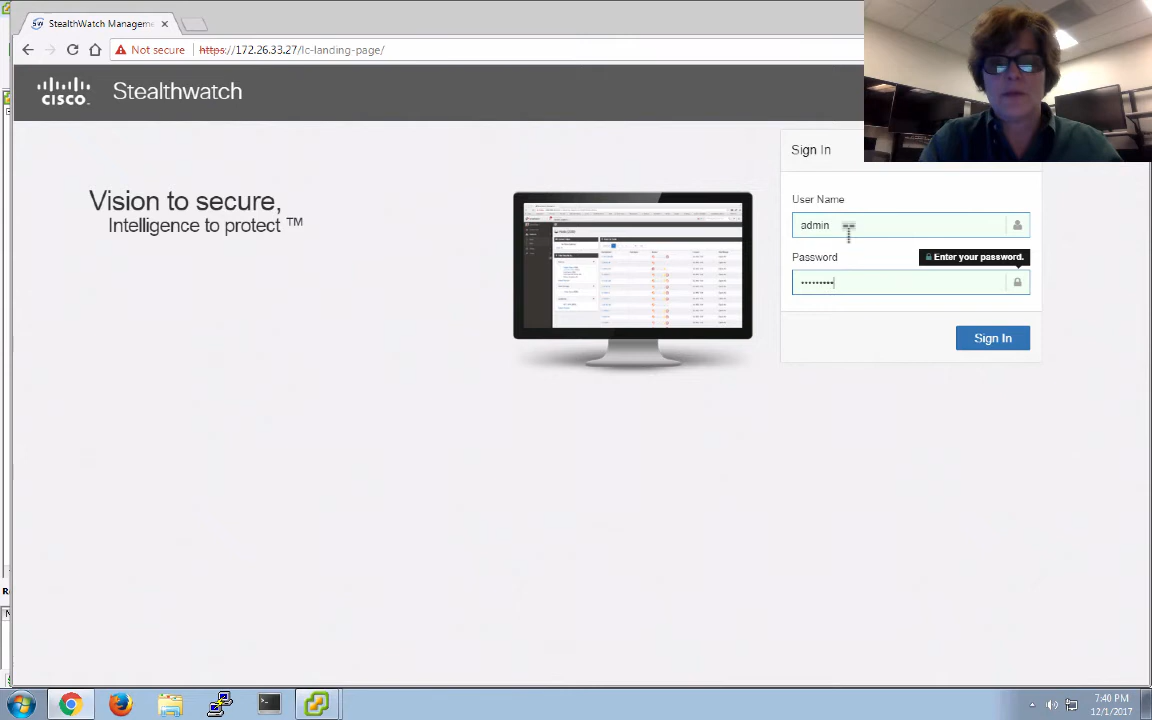 StealthWatch Managem
Not secure https://172.26.33.27/lc-landing-page/
CISCO Stealthwatch
Sign In
Vision to secure,
Intelligence to protect ™
User Name
admin
Password
Enter your password.
Sign In
7:40 PM
12/1/2017